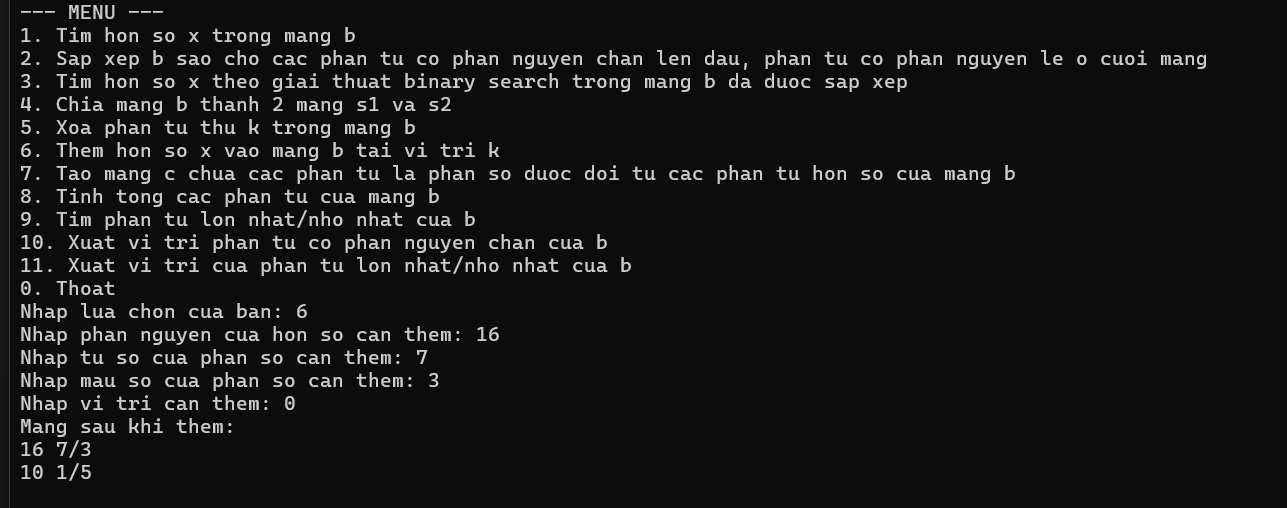 --- MENU ---
1. Tim hon so x trong mang b
2. Sap xep b sao cho cac phan tu co phan nguyen chan len dau, phan tu co phan nguyen le o cuoi mang
3. Tim hon so x theo giai thuat binary search trong mang b da duoc sap xep
4. Chia mang b thanh 2 mang s1 va s2
5. Xoa phan tu thu k trong mang b
6. Them hon so x vao mang b tai vi tri k
7. Tao mang c chua cac phan tu la phan so duoc doi tu cac phan tu hon so cua mang b
8. Tinh tong cac phan tu cua mang b
9. Tim phan tu lon nhat/nho nhat cua b
10. Xuat vi tri phan tu co phan nguyen chan cua b
11. Xuat vi tri cua phan tu lon nhat/nho nhat cua b
0. Thoat
Nhap lua chon cua ban: 6
Nhap phan nguyen cua hon so can them: 16
Nhap tu so cua phan so can them: 7
Nhap mau so cua phan so can them: 3
Nhap vi tri can them: 0
Mang sau khi them:
16 7/3
10 1/5